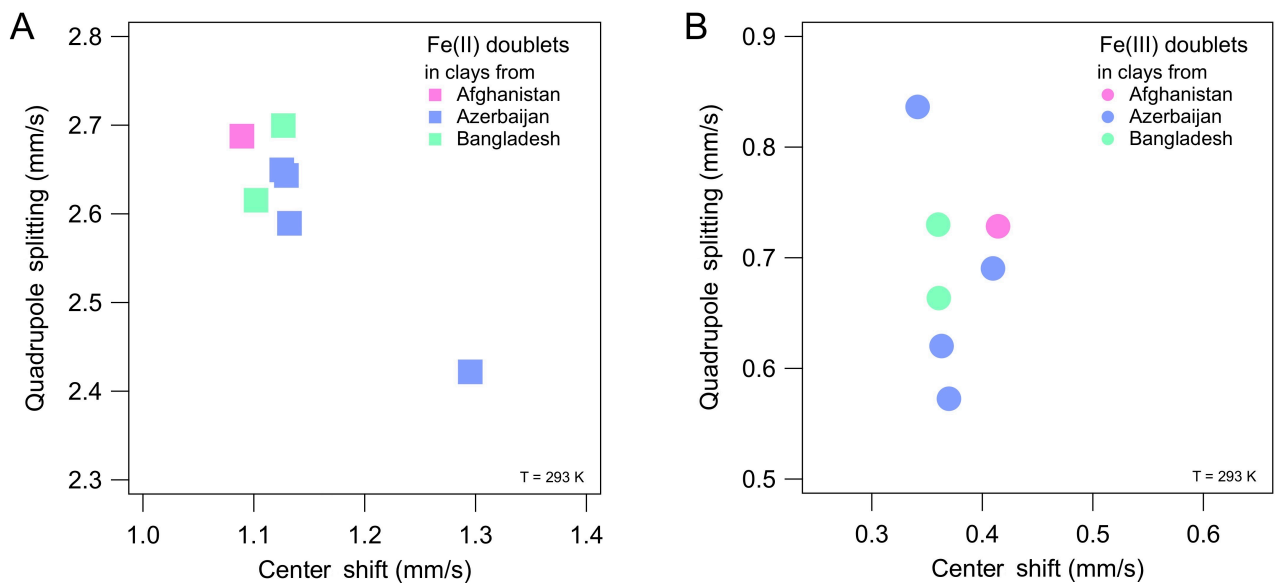 A
Quadrupole splitting (mm/s)
2.8
2.7
2.6
2.5
2.4
2.3
Fe(II) doublets
in clays from
Afghanistan
Azerbaijan
Bangladesh
T = 293 K
1.0 1.1 1.2 1.3 1.4
Center shift (mm/s)
B
Quadrupole splitting (mm/s)
0.9
0.8
0.7
0.6
0.5
Fe(III) doublets
in clays from
Afghanistan
Azerbaijan
Bangladesh
T = 293 K
0.3 0.4 0.5 0.6
Center shift (mm/s)